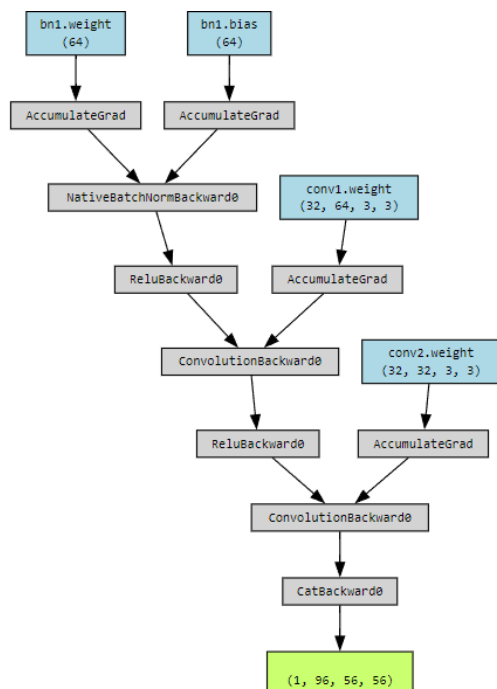 bn1.weight
(64)
bn1.bias
(64)
AccumulateGrad
AccumulateGrad
NativeBatchNormBackward0
conv1.weight
(32, 64, 3, 3)
ReluBackward0
AccumulateGrad
ConvolutionBackward0
conv2.weight
(32, 32, 3, 3)
ReluBackward0
AccumulateGrad
ConvolutionBackward0
CatBackward0
(1, 96, 56, 56)